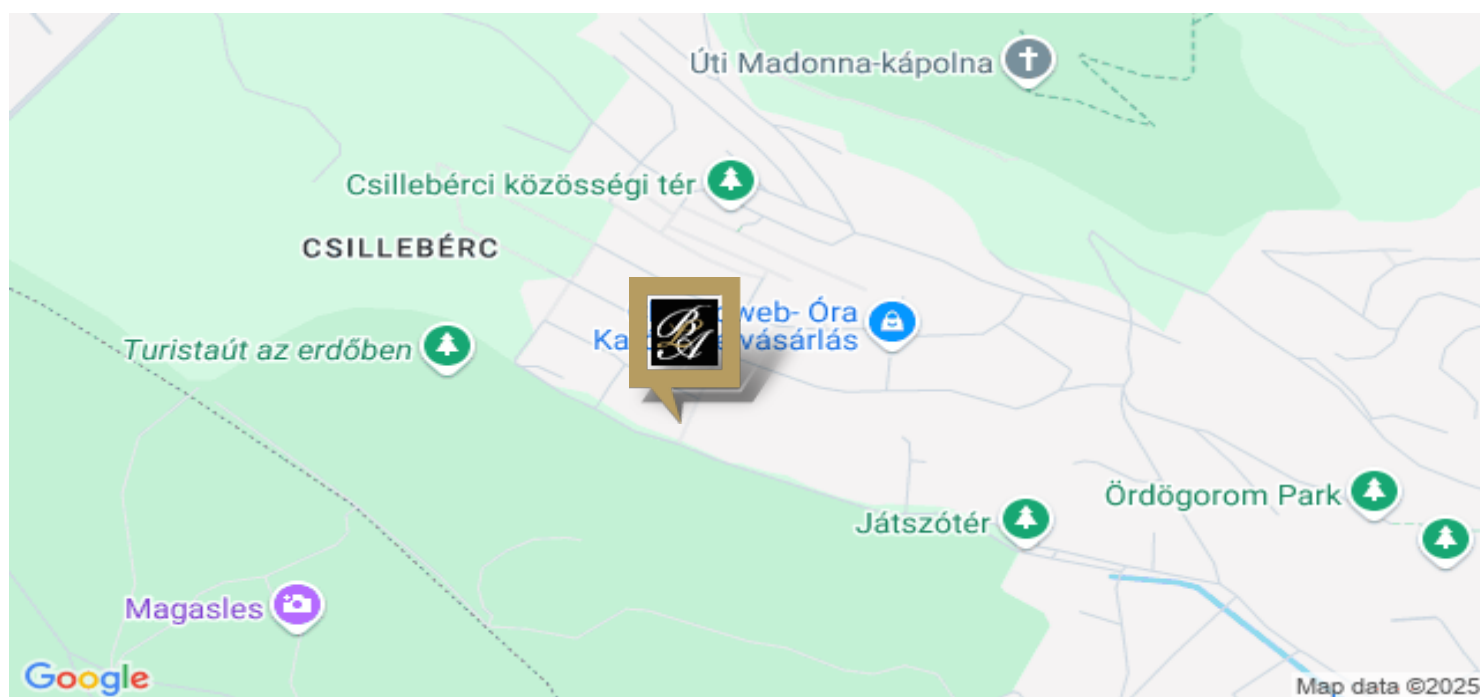 Úti Madonna-kápolna
Csillebérci közösségi tér
CSILLEBÉRC
web- Óra
vásárlás
Turistaút az erdőben
Ördögorom Park
Játszótér
Magasles
Google
Map data ©2025